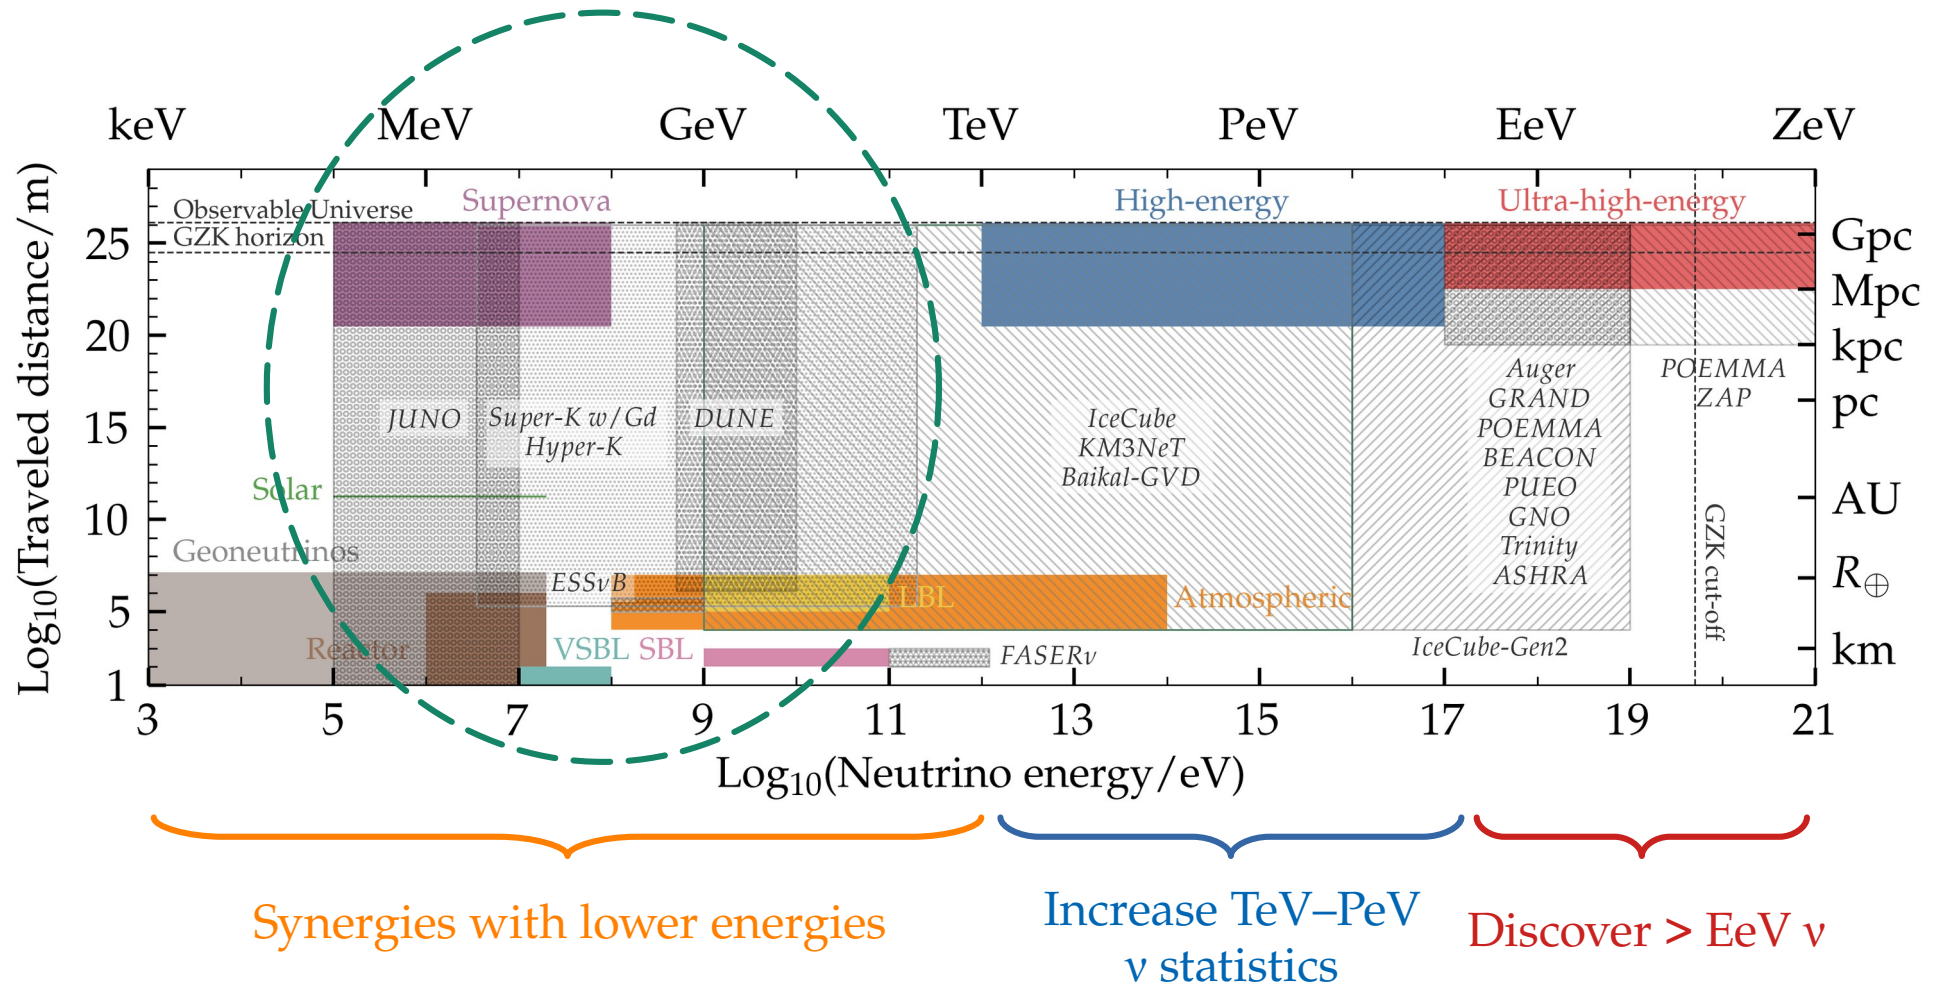 keV MeV GeV TeV PeV EeV ZeV
Supernova High-energy Ultra-high-energy
Observable Universe
GZK horizon
Log₁₀(Traveled distance/m)
25
20
15
10
5
1
Gpc
Mpc
kpc
pc
AU
R⊕
km
JUNO
Super-K w/Gd
Hyper-K
DUNE
IceCube
KM3NeT
Baikal-GVD
Auger
GRAND
POEMMA
BEACON
PUEO
GNO
Trinity
ASHRA
POEMMA
ZAP
GZK cut-off
Solar
Geoneutrinos
ESSνB
LBL
Atmospheric
Reactor
VSBL
SBL
FASERν
IceCube-Gen2
3 5 7 9 11 13 15 17 19 21
Log₁₀(Neutrino energy/eV)
Synergies with lower energies
Increase TeV–PeV
ν statistics
Discover > EeV ν